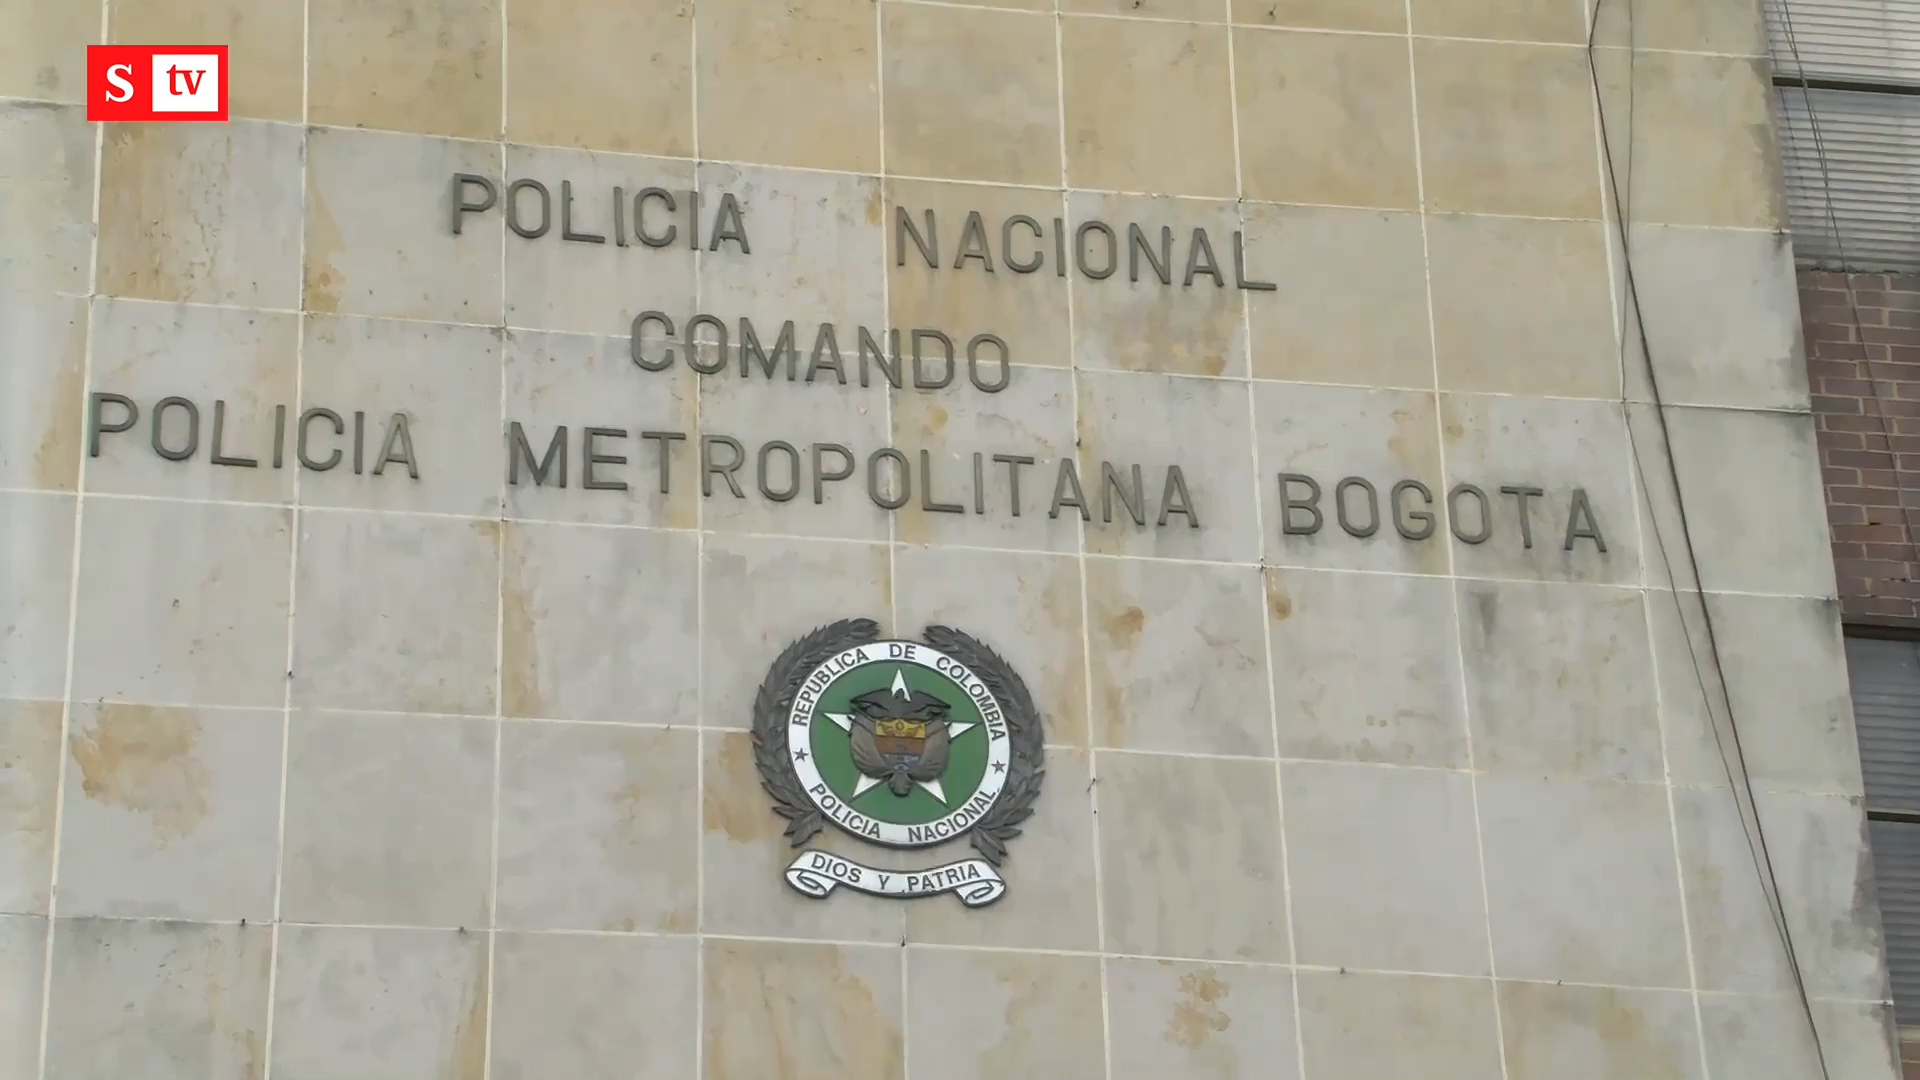 S tv
POLICIA NACIONAL
COMANDO
POLICIA METROPOLITANA BOGOTA
REPUBLICA DE COLOMBIA
POLICIA NACIONAL
DIOS Y PATRIA